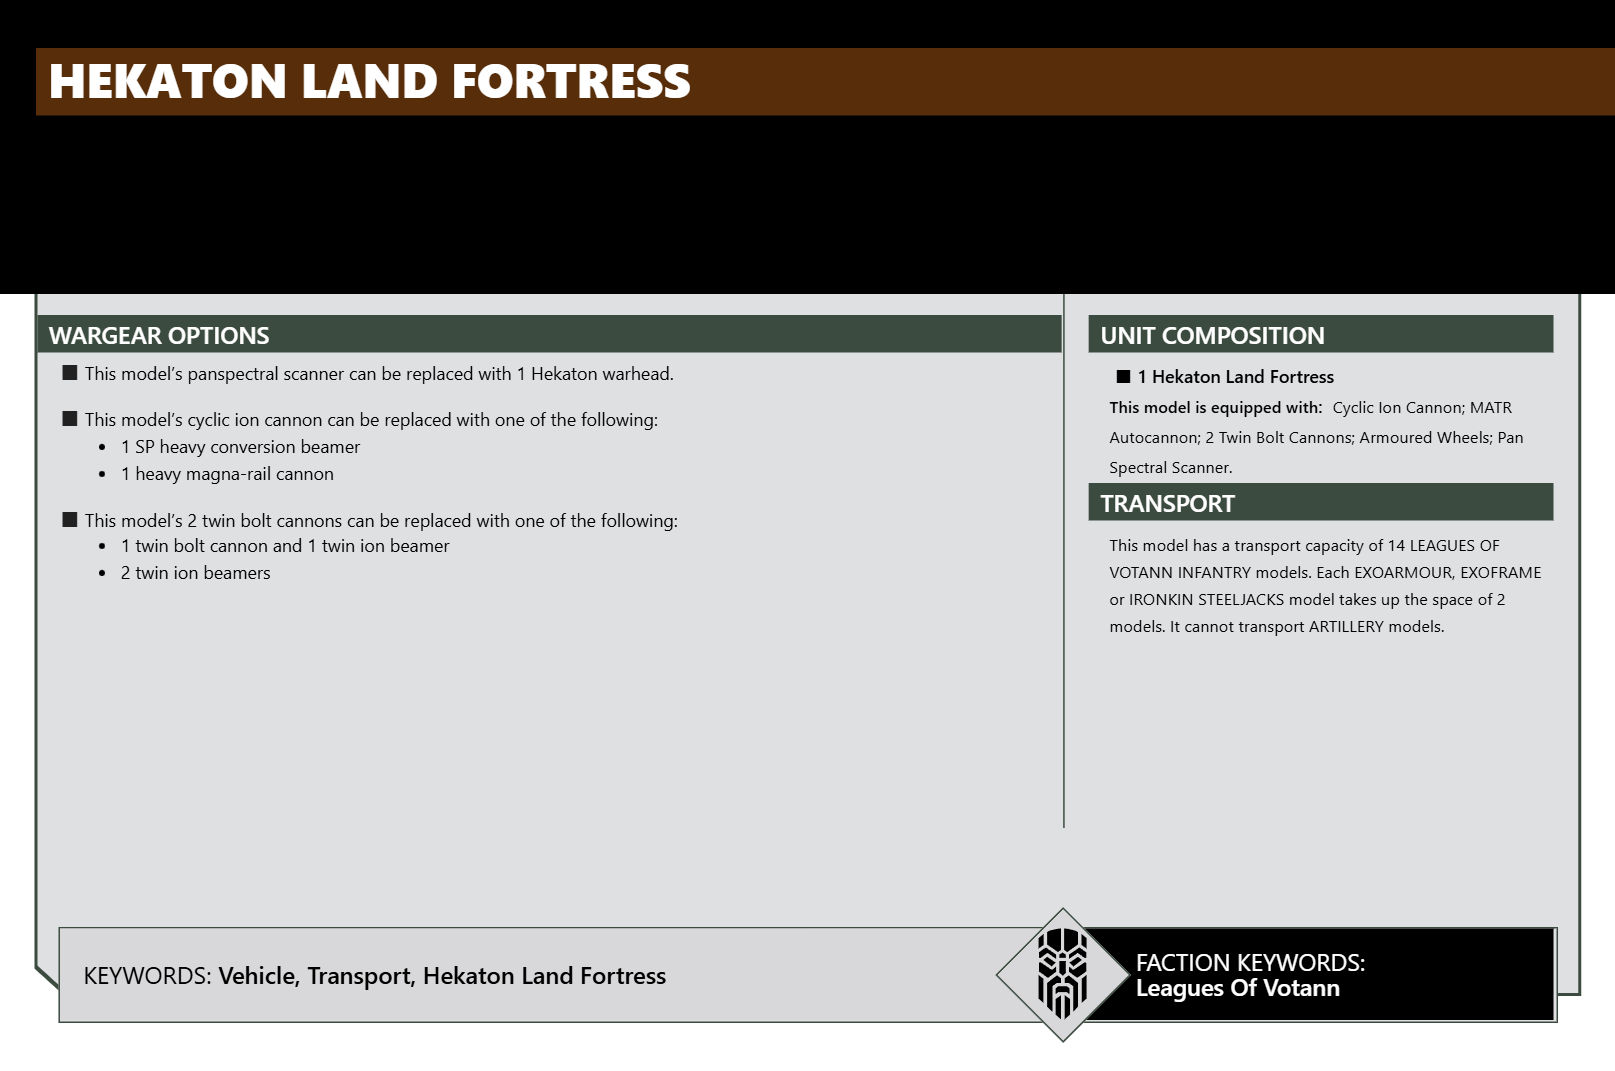 HEKATON LAND FORTRESS
WARGEAR OPTIONS
■ This model’s panspectral scanner can be replaced with 1 Hekaton warhead.
■ This model’s cyclic ion cannon can be replaced with one of the following:
• 1 SP heavy conversion beamer
• 1 heavy magna-rail cannon
■ This model’s 2 twin bolt cannons can be replaced with one of the following:
• 1 twin bolt cannon and 1 twin ion beamer
• 2 twin ion beamers
UNIT COMPOSITION
■ 1 Hekaton Land Fortress
This model is equipped with: Cyclic Ion Cannon; MATR
Autocannon; 2 Twin Bolt Cannons; Armoured Wheels; Pan
Spectral Scanner.
TRANSPORT
This model has a transport capacity of 14 LEAGUES OF
VOTANN INFANTRY models. Each EXOARMOUR, EXOFRAME
or IRONKIN STEELJACKS model takes up the space of 2
models. It cannot transport ARTILLERY models.
KEYWORDS: Vehicle, Transport, Hekaton Land Fortress
FACTION KEYWORDS:
Leagues Of Votann